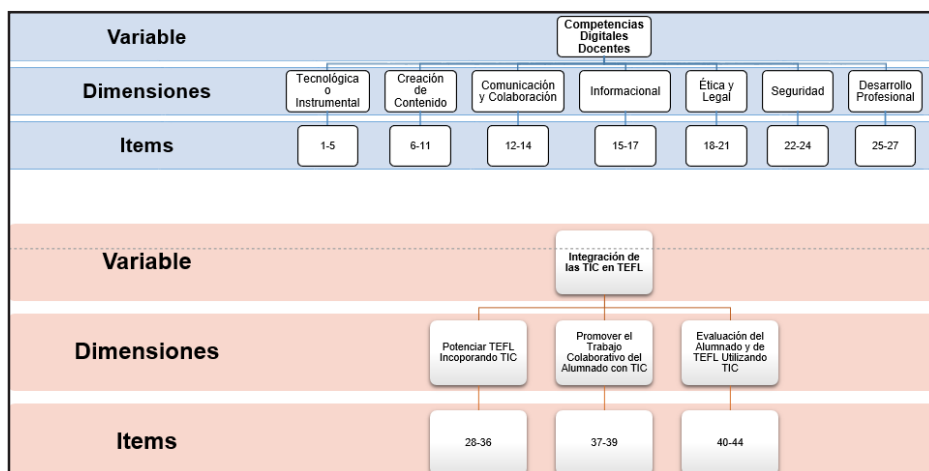 Variable
Competencias
Digitales
Docentes
Dimensiones
Tecnológica
o
Instrumental
Creación
de
Contenido
Comunicación
y Colaboración
Informacional
Ética y
Legal
Seguridad
Desarrollo
Profesional
Items
1-5
6-11
12-14
15-17
18-21
22-24
25-27
Variable
Integración de
las TIC en TEFL
Dimensiones
Potenciar TEFL
Incoporando TIC
Promover el
Trabajo
Colaborativo del
Alumnado con TIC
Evaluación del
Alumnado y de
TEFL Utilizando
TIC
Items
28-36
37-39
40-44